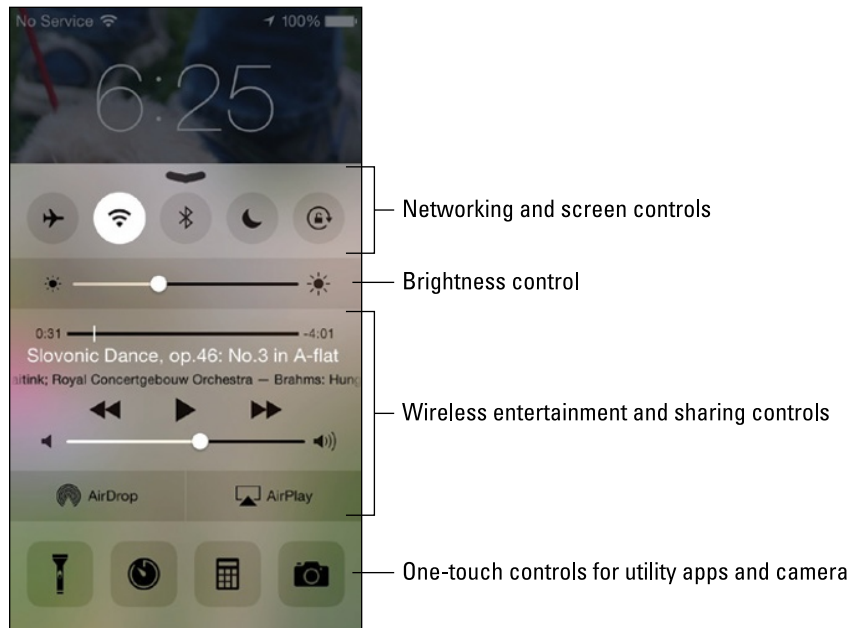 No Service 100%
6:25
Networking and screen controls
Brightness control
0:31 -4:01
Slovonic Dance, op.46: No.3 in A-flat
aitink; Royal Concertgebouw Orchestra — Brahms: Hung
Wireless entertainment and sharing controls
AirDrop AirPlay
One-touch controls for utility apps and camera